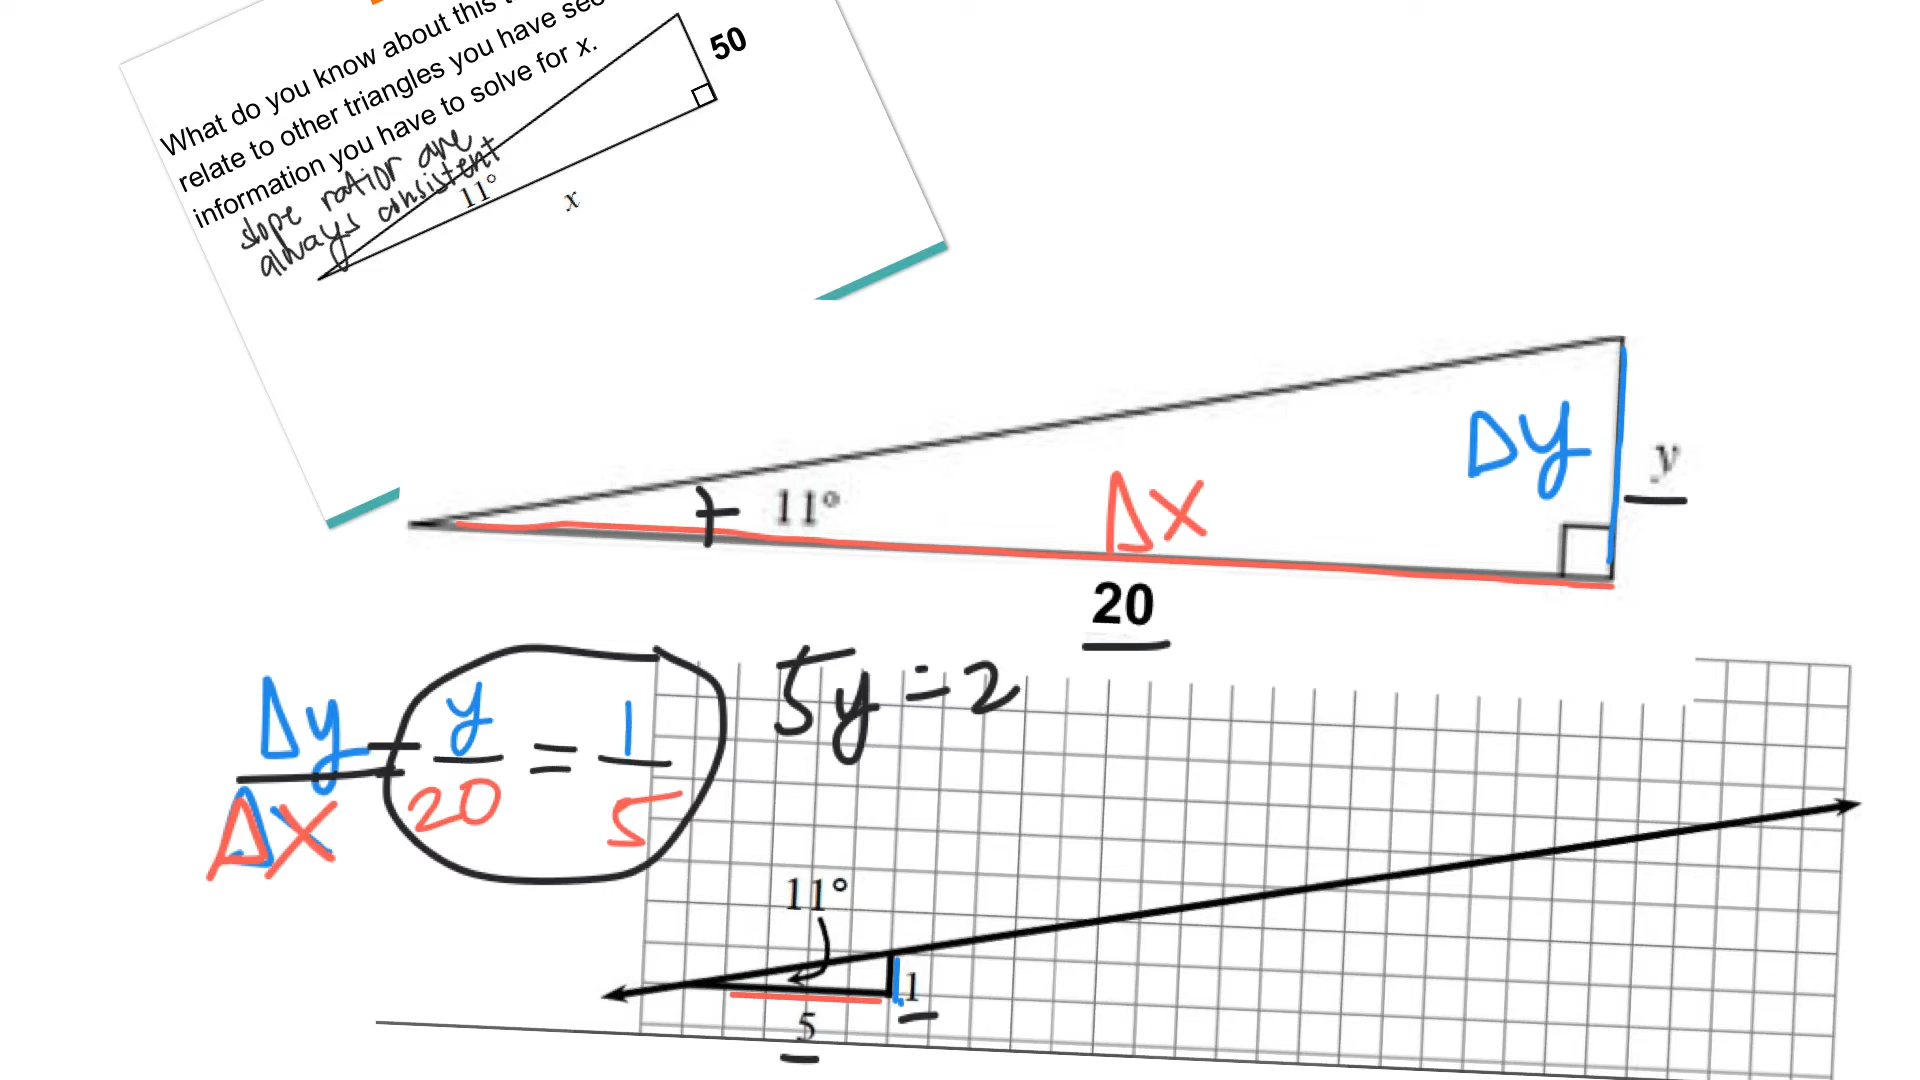 What do you know about this
relate to other triangles you have
information you have to solve for x.
50
slope ratior are
always consistent
11°
x
Δy
y
11°
Δx
20
Δy/Δx = y/20 = 1/5
5y = 2
11°
1
5